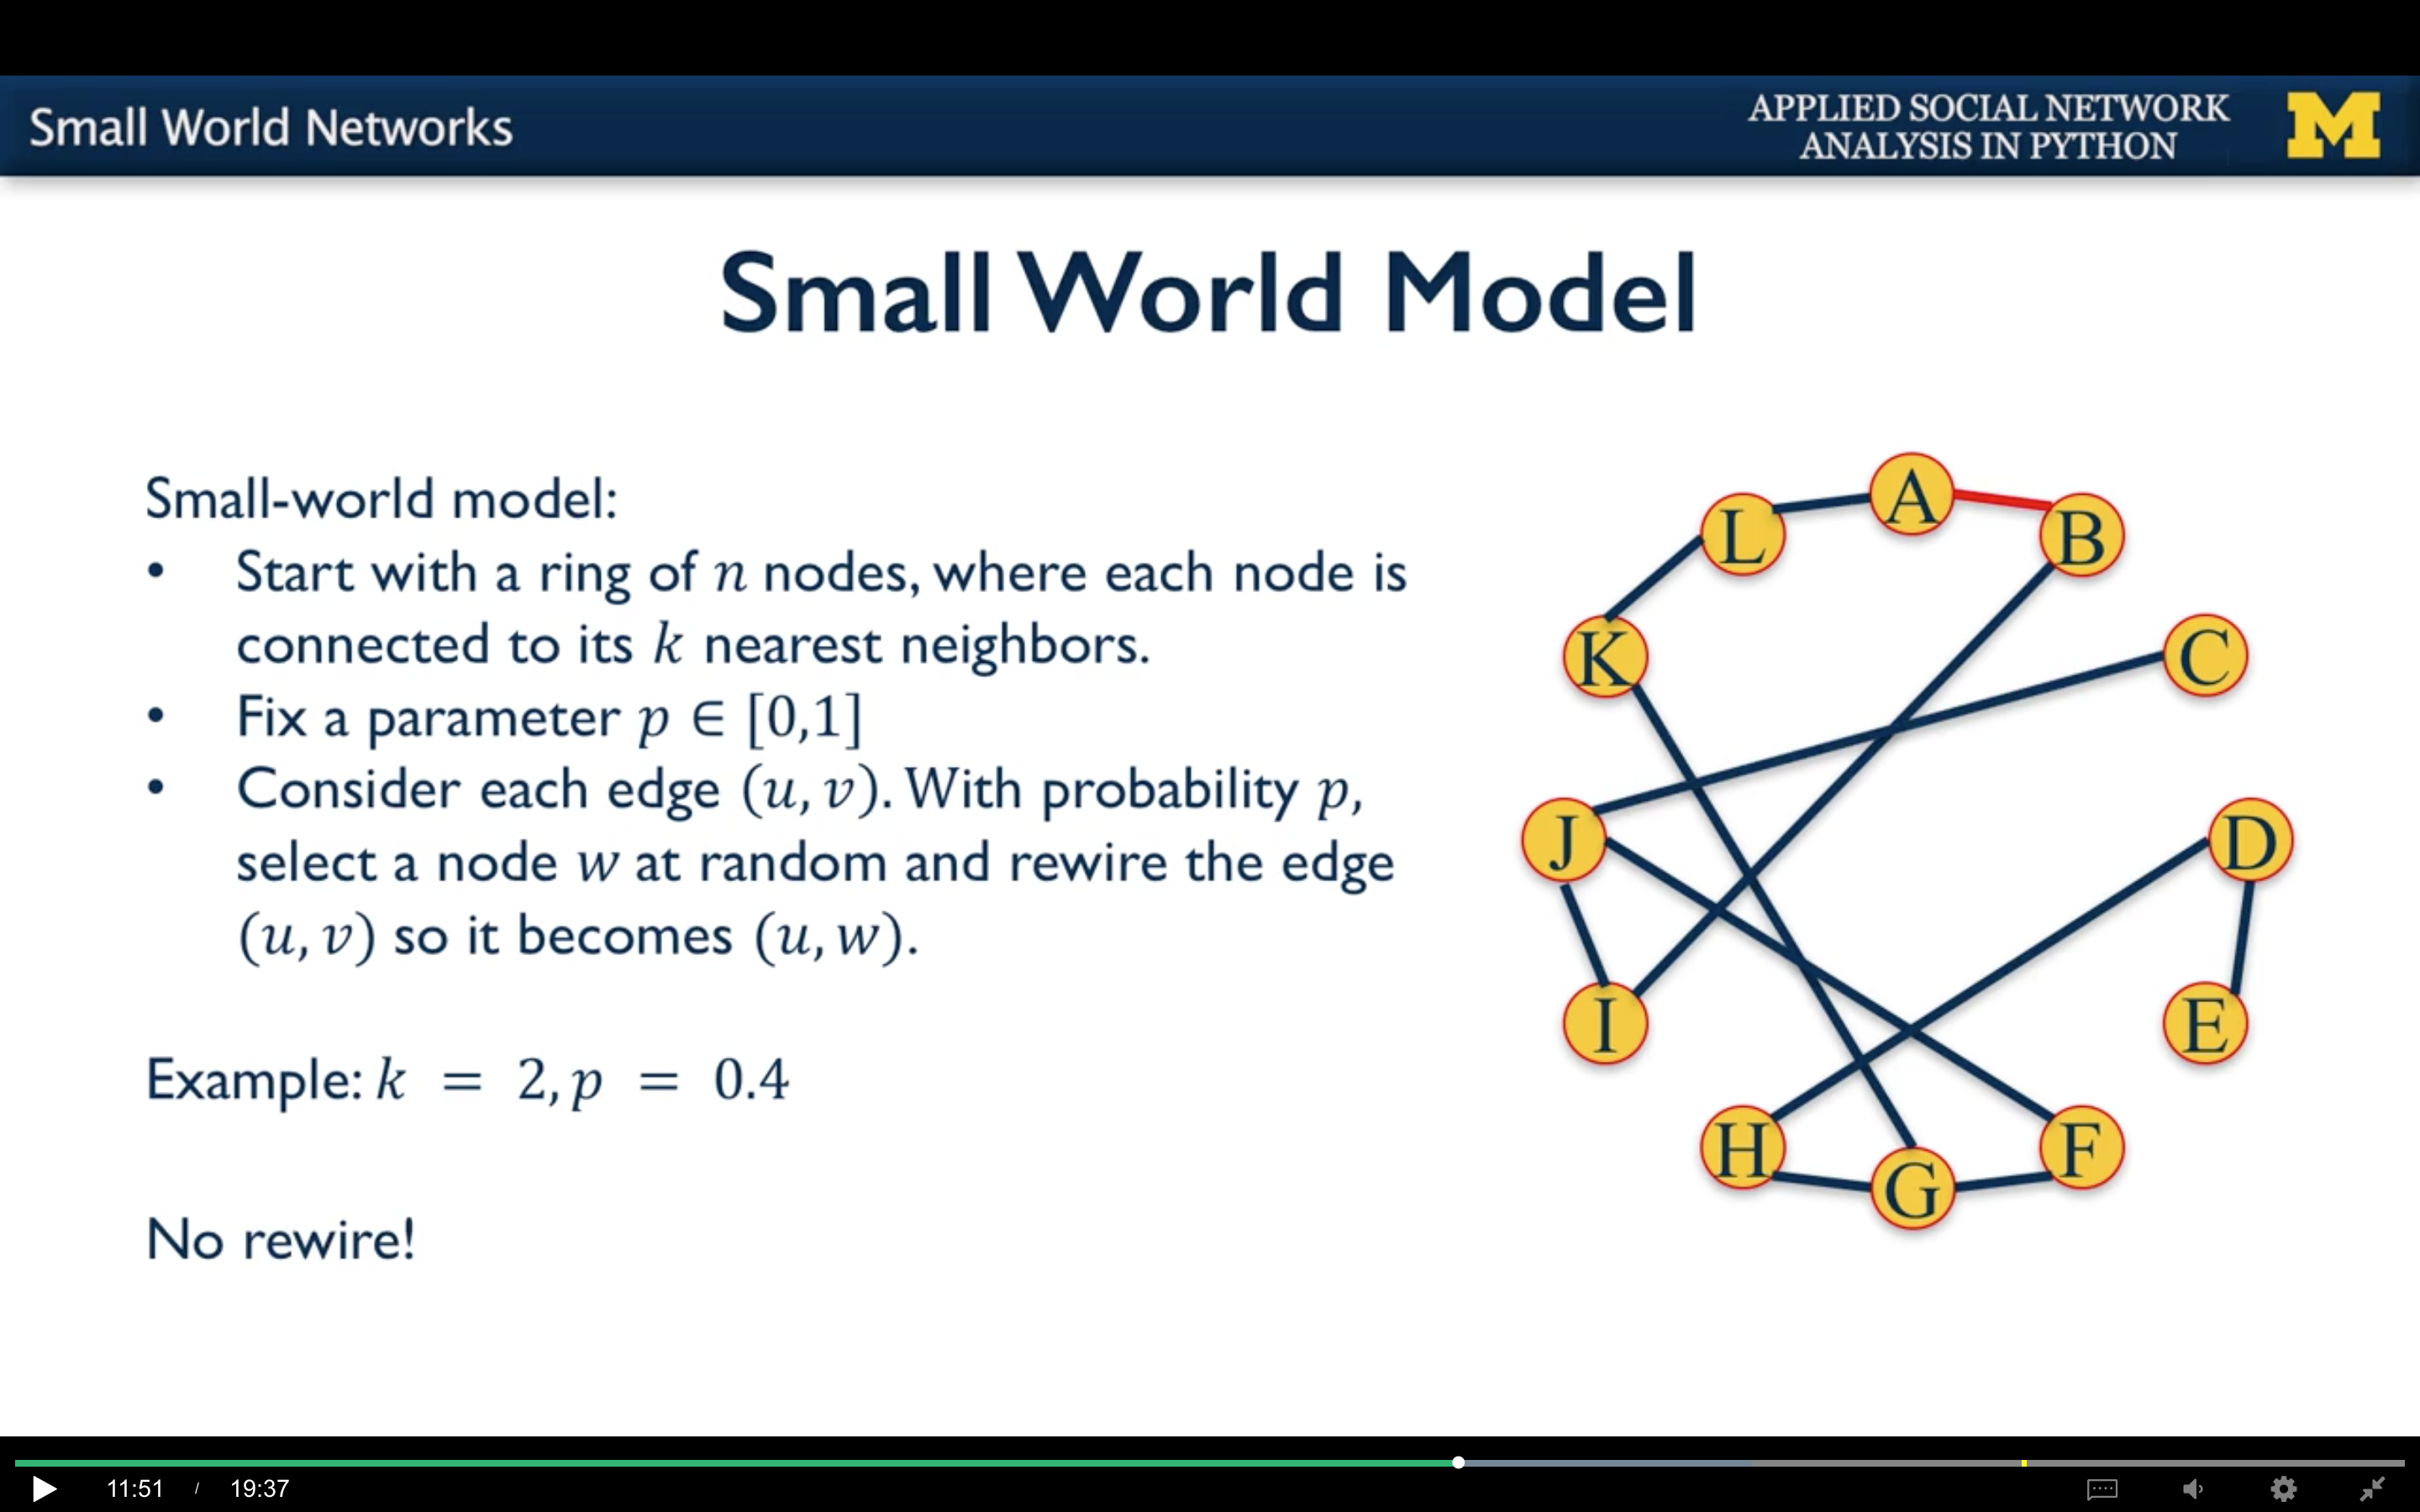 Small World Networks
APPLIED SOCIAL NETWORK
ANALYSIS IN PYTHON
M
Small World Model
Small-world model:
• Start with a ring of n nodes, where each node is
connected to its k nearest neighbors.
• Fix a parameter p ∈ [0,1]
• Consider each edge (u, v). With probability p,
select a node w at random and rewire the edge
(u, v) so it becomes (u, w).
Example: k = 2, p = 0.4
No rewire!
A
L
B
K
C
J
D
I
E
H
F
G
11:51 / 19:37